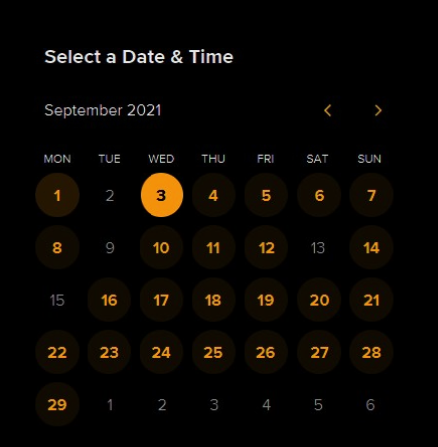 Select a Date & Time
September 2021
MON TUE WED THU FRI SAT SUN
1 2 3 4 5 6 7
8 9 10 11 12 13 14
15 16 17 18 19 20 21
22 23 24 25 26 27 28
29 1 2 3 4 5 6